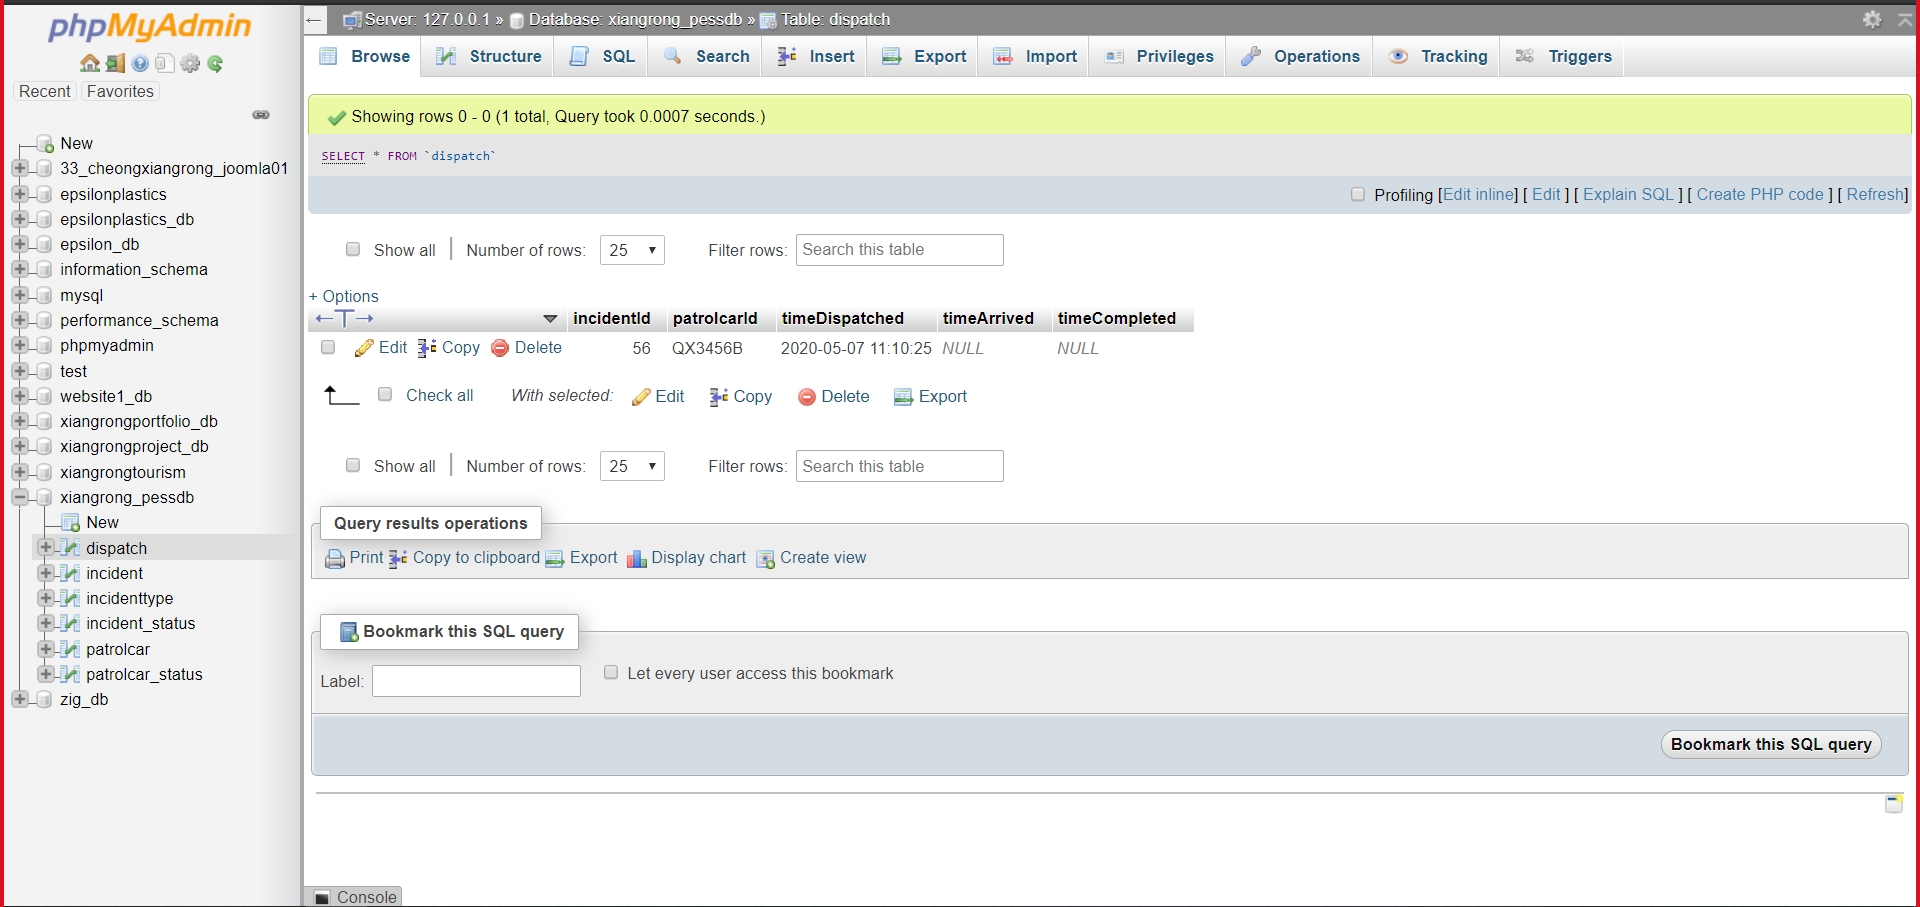 phpMyAdmin
Recent Favorites
New
33_cheongxiangrong_joomla01
epsilonplastics
epsilonplastics_db
epsilon_db
information_schema
mysql
performance_schema
phpmyadmin
test
website1_db
xiangrongportfolio_db
xiangrongproject_db
xiangrongtourism
xiangrong_pessdb
New
dispatch
incident
incidenttype
incident_status
patrolcar
patrolcar_status
zig_db
Server: 127.0.0.1 » Database: xiangrong_pessdb » Table: dispatch
Browse Structure SQL Search Insert Export Import Privileges Operations Tracking Triggers
Showing rows 0 - 0 (1 total, Query took 0.0007 seconds.)
SELECT * FROM `dispatch`
Profiling [Edit inline] [ Edit ] [ Explain SQL ] [ Create PHP code ] [ Refresh]
Show all Number of rows: 25 Filter rows: Search this table
+ Options
incidentId patrolcarId timeDispatched timeArrived timeCompleted
Edit Copy Delete 56 QX3456B 2020-05-07 11:10:25 NULL NULL
Check all With selected: Edit Copy Delete Export
Show all Number of rows: 25 Filter rows: Search this table
Query results operations
Print Copy to clipboard Export Display chart Create view
Bookmark this SQL query
Label: Let every user access this bookmark
Bookmark this SQL query
Console